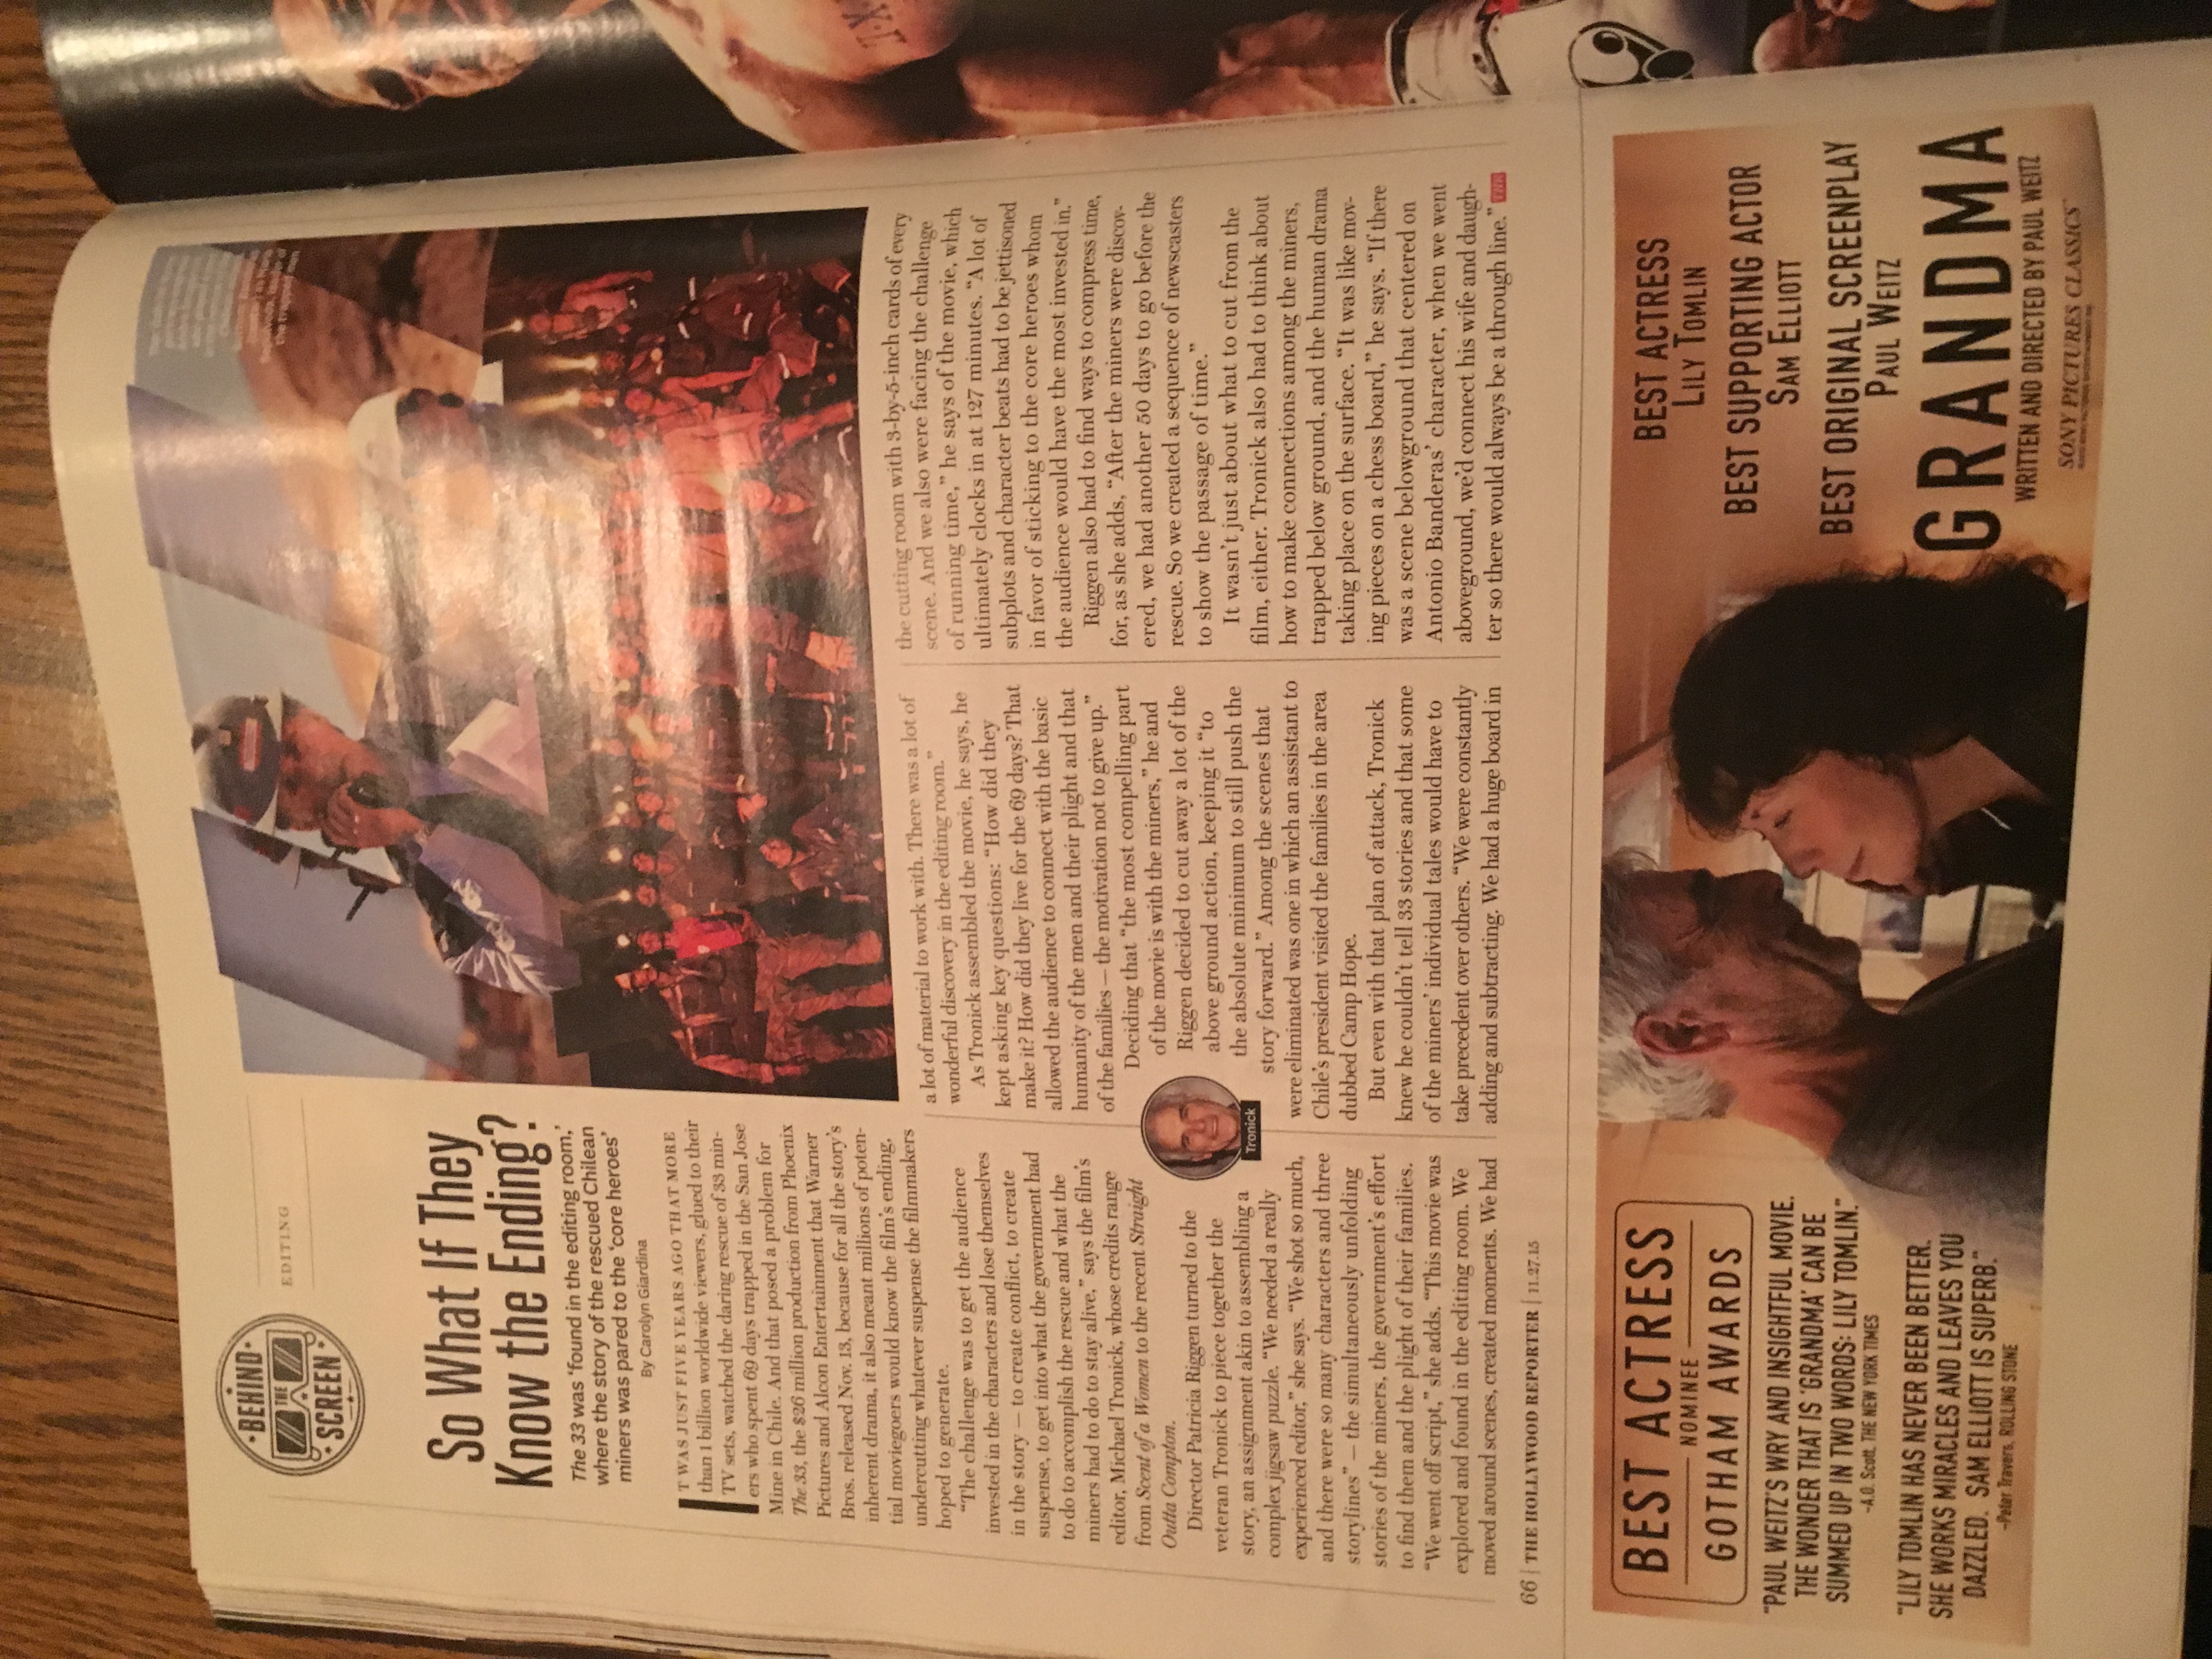 BEHIND
THE
SCREEN
EDITING
So What If They
Know the Ending?
The 33 was ‘found in the editing room,’
where the story of the rescued Chilean
miners was pared to the ‘core heroes’
By Carolyn Giardina
IT WAS JUST FIVE YEARS AGO THAT MORE
than 1 billion worldwide viewers, glued to their
TV sets, watched the daring rescue of 33 min-
ers who spent 69 days trapped in the San Jose
Mine in Chile. And that posed a problem for
The 33, the $26 million production from Phoenix
Pictures and Alcon Entertainment that Warner
Bros. released Nov. 13, because for all the story’s
inherent drama, it also meant millions of poten-
tial moviegoers would know the film’s ending,
undercutting whatever suspense the filmmakers
hoped to generate.
“The challenge was to get the audience
invested in the characters and lose themselves
in the story — to create conflict, to create
suspense, to get into what the government had
to do to accomplish the rescue and what the
miners had to do to stay alive,” says the film’s
editor, Michael Tronick, whose credits range
from Scent of a Women to the recent Straight
Outta Compton.
Director Patricia Riggen turned to the
veteran Tronick to piece together the
story, an assignment akin to assembling a
complex jigsaw puzzle. “We needed a really
experienced editor,” she says. “We shot so much,
and there were so many characters and three
storylines” — the simultaneously unfolding
stories of the miners, the government’s effort
to find them and the plight of their families.
“We went off script,” she adds. “This movie was
explored and found in the editing room. We
moved around scenes, created moments. We had
a lot of material to work with. There was a lot of
wonderful discovery in the editing room.”
As Tronick assembled the movie, he says, he
kept asking key questions: “How did they
make it? How did they live for the 69 days? That
allowed the audience to connect with the basic
humanity of the men and their plight and that
of the families — the motivation not to give up.”
Deciding that “the most compelling part
of the movie is with the miners,” he and
Riggen decided to cut away a lot of the
above ground action, keeping it “to
the absolute minimum to still push the
story forward.” Among the scenes that
were eliminated was one in which an assistant to
Chile’s president visited the families in the area
dubbed Camp Hope.
But even with that plan of attack, Tronick
knew he couldn’t tell 33 stories and that some
of the miners’ individual tales would have to
take precedent over others. “We were constantly
adding and subtracting. We had a huge board in
Tronick
the cutting room with 3-by-5-inch cards of every
scene. And we also were facing the challenge
of running time,” he says of the movie, which
ultimately clocks in at 127 minutes. “A lot of
subplots and character beats had to be jettisoned
in favor of sticking to the core heroes whom
the audience would have the most invested in.”
Riggen also had to find ways to compress time,
for, as she adds, “After the miners were discov-
ered, we had another 50 days to go before the
rescue. So we created a sequence of newscasters
to show the passage of time.”
It wasn’t just about what to cut from the
film, either. Tronick also had to think about
how to make connections among the miners,
trapped below ground, and the human drama
taking place on the surface. “It was like mov-
ing pieces on a chess board,” he says. “If there
was a scene belowground that centered on
Antonio Banderas’ character, when we went
aboveground, we’d connect his wife and daugh-
ter so there would always be a through line.” THR
the trapped men
66 | THE HOLLYWOOD REPORTER | 11.27.15
BEST ACTRESS
NOMINEE
GOTHAM AWARDS
“PAUL WEITZ’S WRY AND INSIGHTFUL MOVIE.
THE WONDER THAT IS ‘GRANDMA’ CAN BE
SUMMED UP IN TWO WORDS: LILY TOMLIN.”
–A.O. Scott, THE NEW YORK TIMES
“LILY TOMLIN HAS NEVER BEEN BETTER.
SHE WORKS MIRACLES AND LEAVES YOU
DAZZLED. SAM ELLIOTT IS SUPERB.”
–Peter Travers, ROLLING STONE
BEST ACTRESS
LILY TOMLIN
BEST SUPPORTING ACTOR
SAM ELLIOTT
BEST ORIGINAL SCREENPLAY
PAUL WEITZ
GRANDMA
WRITTEN AND DIRECTED BY PAUL WEITZ
SONY PICTURES CLASSICS